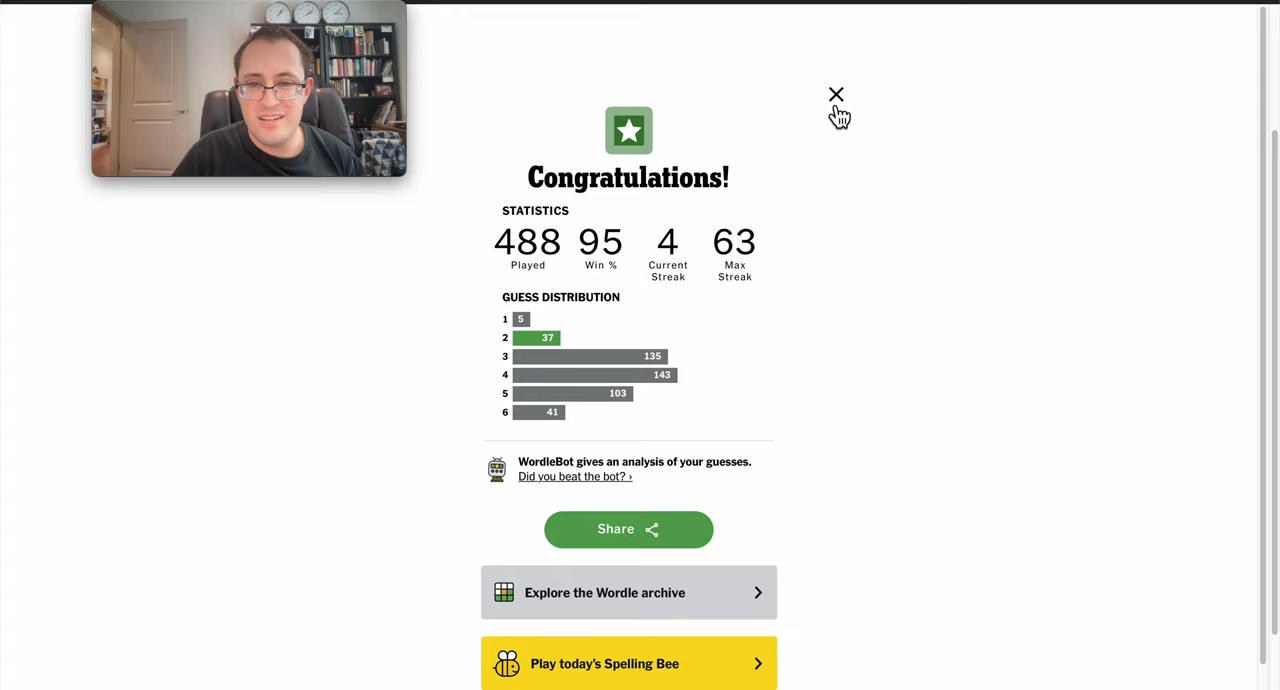 Congratulations!
STATISTICS
488 95 4 63
Played Win % Current Streak Max Streak
GUESS DISTRIBUTION
1 5
2 37
3 135
4 143
5 103
6 41
WordleBot gives an analysis of your guesses.
Did you beat the bot? ›
Share
Explore the Wordle archive
Play today's Spelling Bee